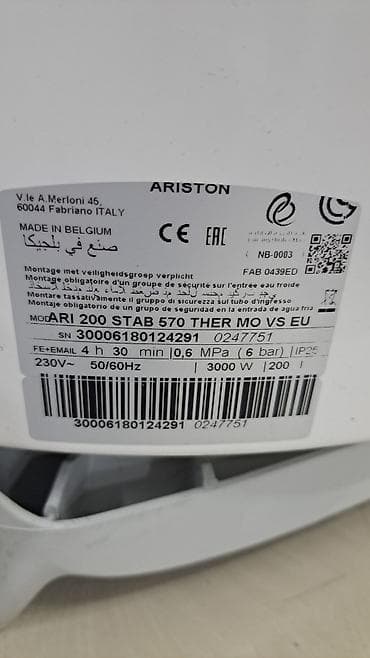 ARISTON
V.le A.Merloni 45,
60044 Fabriano ITALY
MADE IN BELGIUM
صنع في بلجيكا
CE EAC
NB-0003
FAB 0439ED
Montage met veiligheidsgroep verplicht
Montage obligatoire d'un groupe de sécurité sur l'entrée eau froide
Montare tassativamente il gruppo di sicurezza sul tubo d'ingresso
Montaje obligatorio de un grupo de seguridad en la entrada de agua fria
MOD ARI 200 STAB 570 THER MO VS EU
SN 30006180124291 0247751
FE+EMAIL 4 h 30 min |0,6 MPa ( 6 bar) |IP25
230V~ 50/60Hz | 3000 W |200 l
30006180124291 0247751